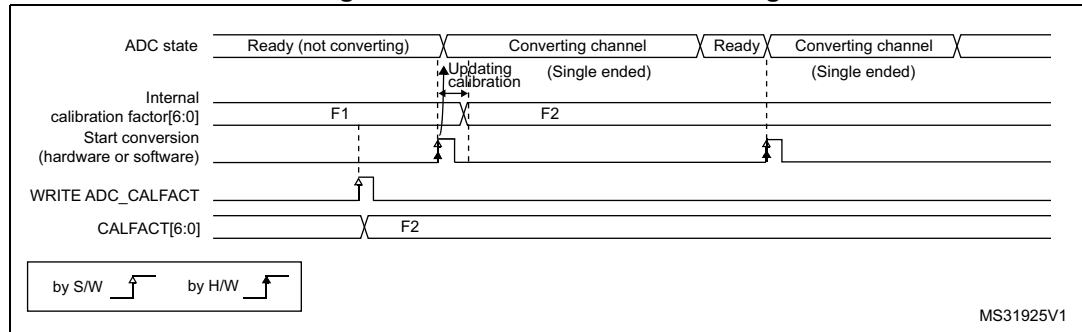 ADC state Ready (not converting) Converting channel Ready Converting channel
Updating (Single ended) (Single ended)
calibration
Internal
calibration factor[6:0] F1 F2
Start conversion
(hardware or software)
WRITE ADC_CALFACT
CALFACT[6:0] F2
by S/W by H/W
MS31925V1